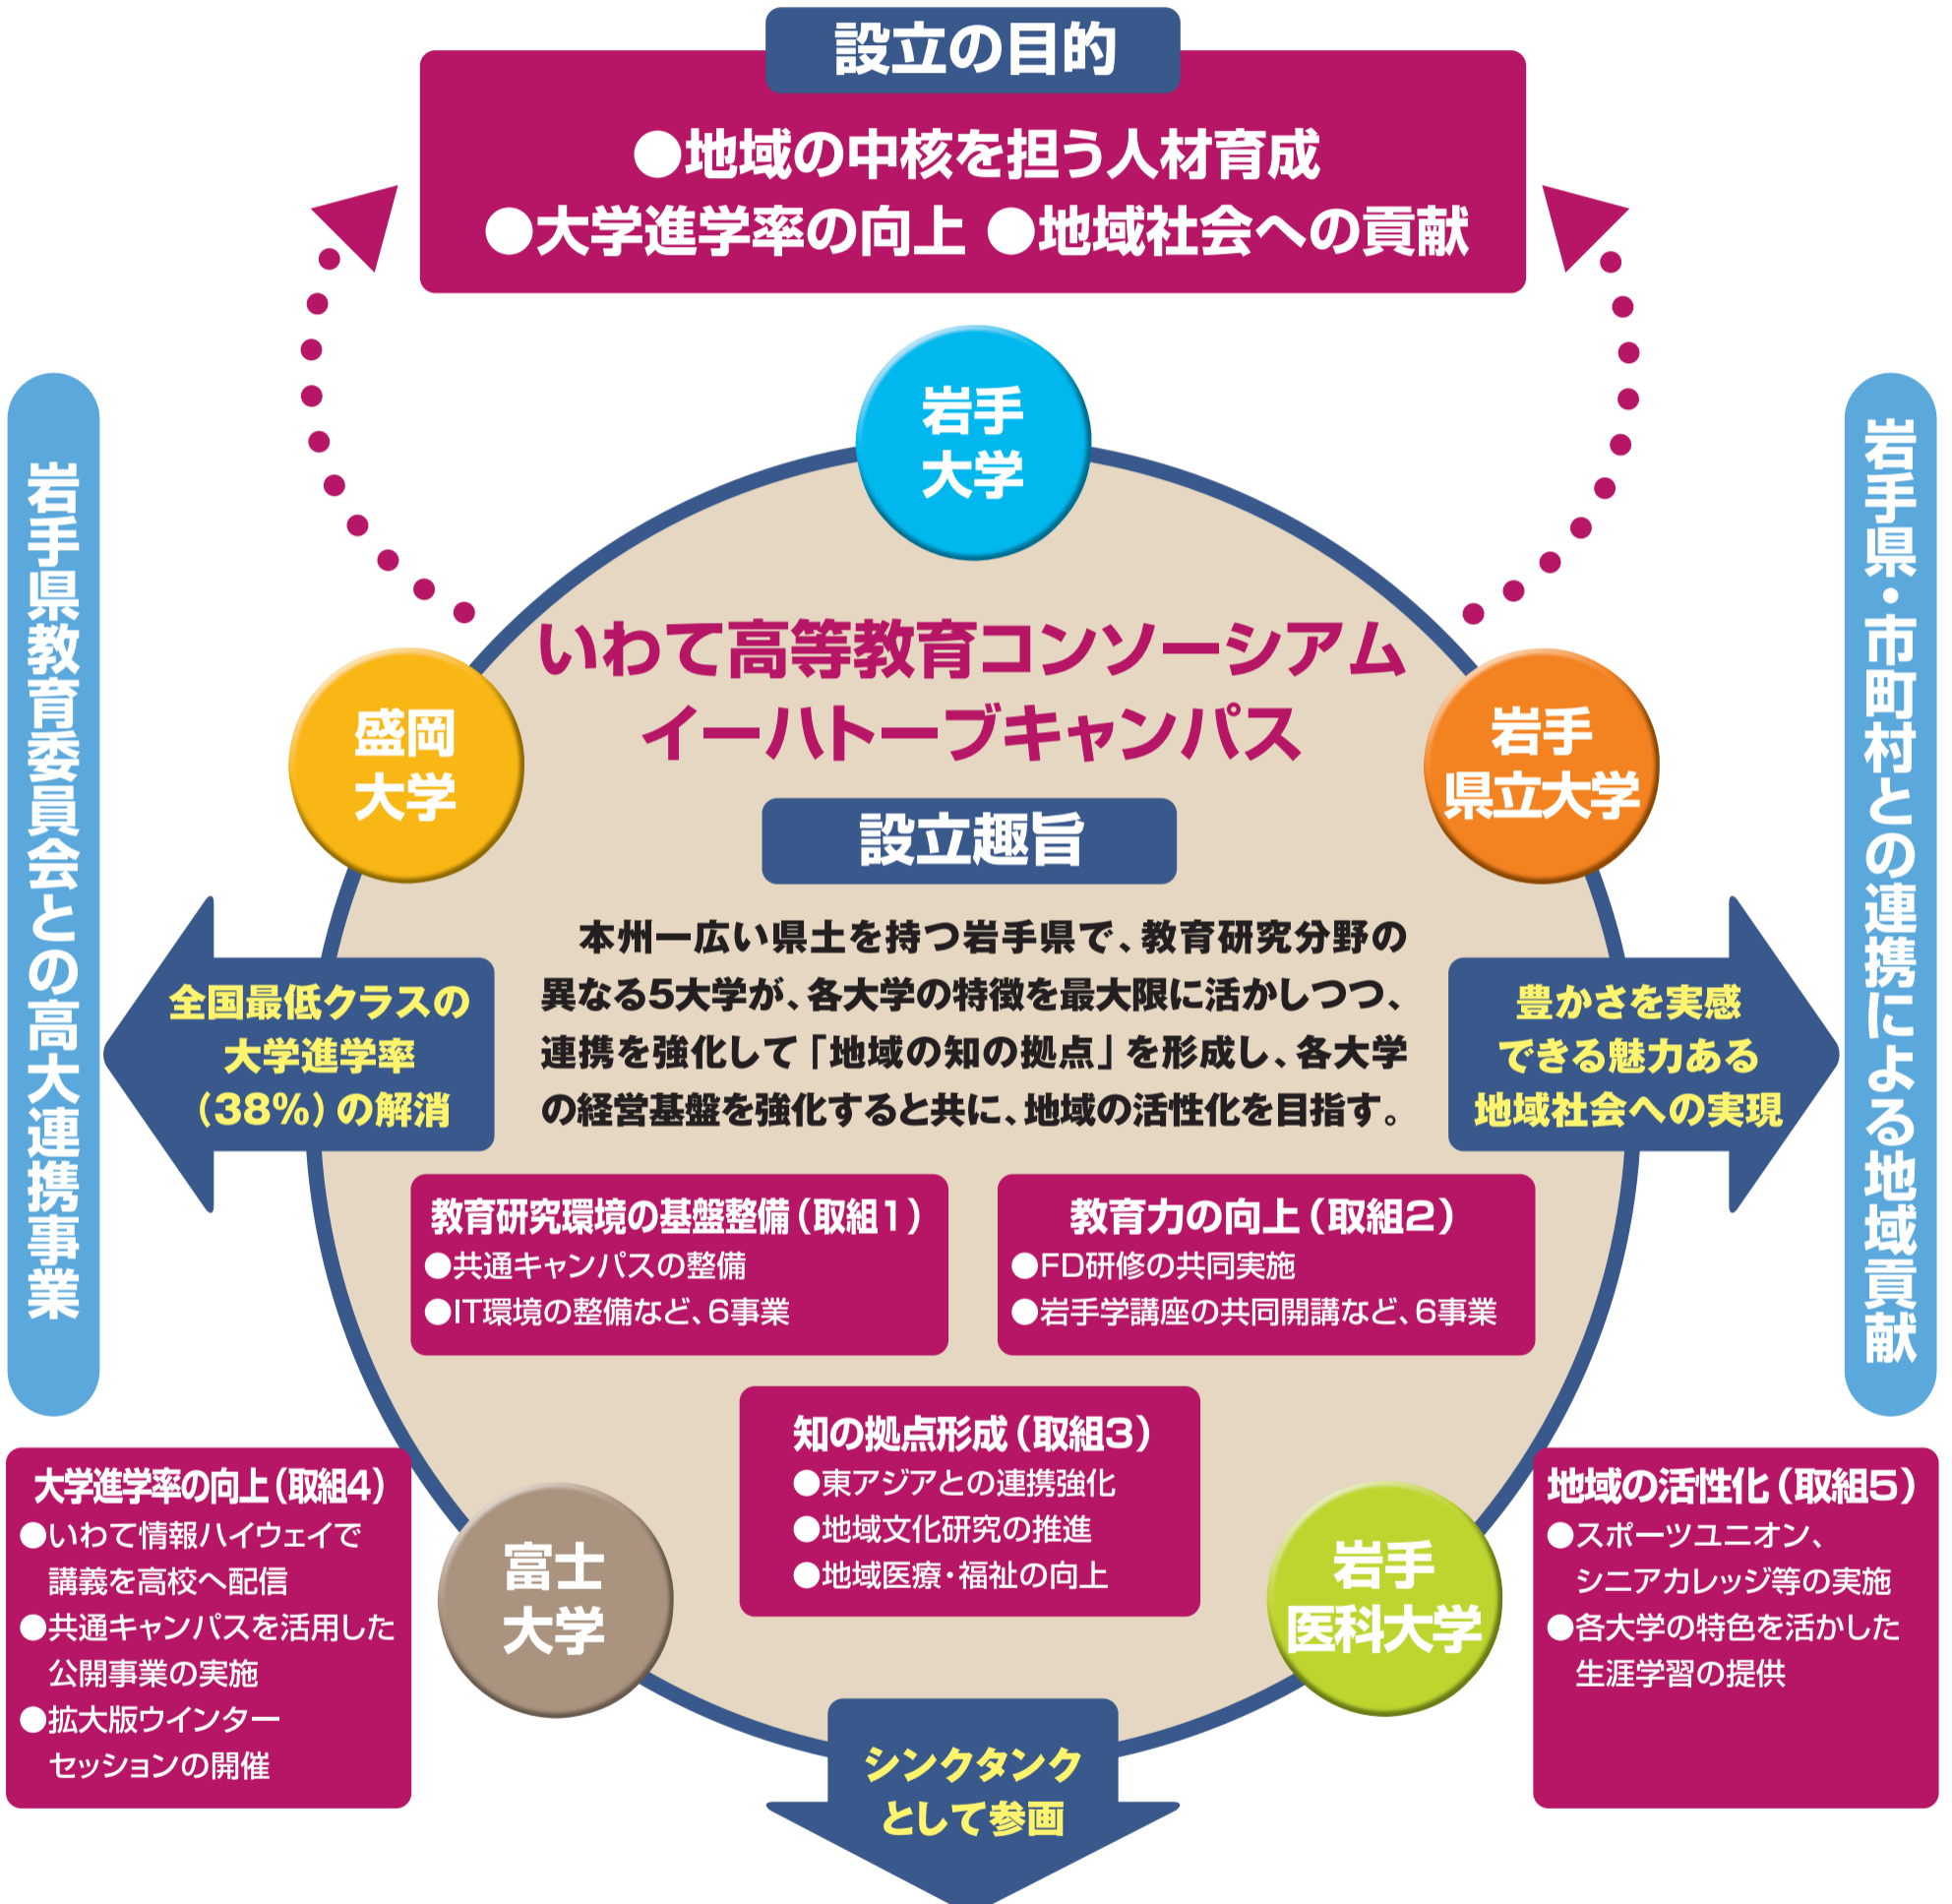 設立の目的
●地域の中核を担う人材育成
●大学進学率の向上 ●地域社会への貢献
岩手
大学
盛岡
大学
岩手
県立大学
いわて高等教育コンソーシアム
イーハトーブキャンパス
設立趣旨
本州一広い県土を持つ岩手県で、教育研究分野の
異なる5大学が、各大学の特徴を最大限に活かしつつ、
連携を強化して「地域の知の拠点」を形成し、各大学
の経営基盤を強化すると共に、地域の活性化を目指す。
岩手県教育委員会との高大連携事業
全国最低クラスの
大学進学率
(38%)の解消
豊かさを実感
できる魅力ある
地域社会への実現
岩手県・市町村との連携による地域貢献
教育研究環境の基盤整備(取組1)
●共通キャンパスの整備
●IT環境の整備など、6事業
教育力の向上(取組2)
●FD研修の共同実施
●岩手学講座の共同開講など、6事業
知の拠点形成(取組3)
●東アジアとの連携強化
●地域文化研究の推進
●地域医療・福祉の向上
大学進学率の向上(取組4)
●いわて情報ハイウェイで
講義を高校へ配信
●共通キャンパスを活用した
公開事業の実施
●拡大版ウインター
セッションの開催
富士
大学
岩手
医科大学
地域の活性化(取組5)
●スポーツユニオン、
シニアカレッジ等の実施
●各大学の特色を活かした
生涯学習の提供
シンクタンク
として参画